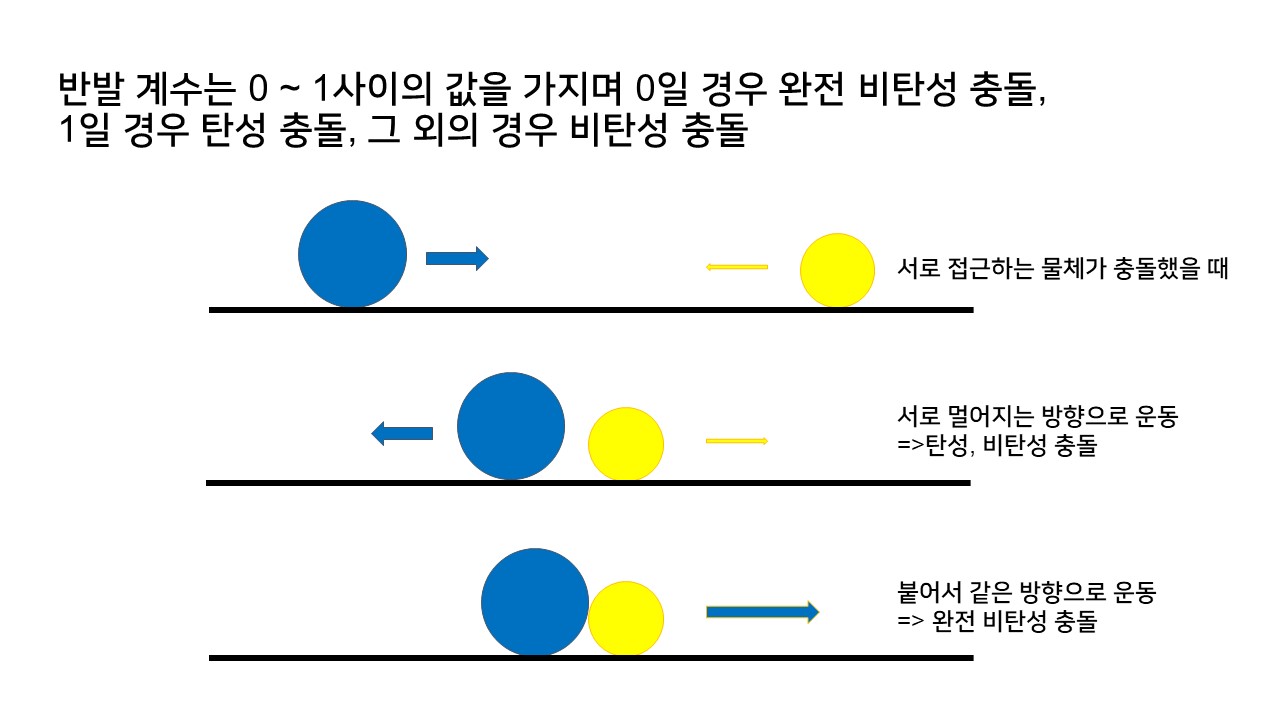 반발 계수는 0 ~ 1사이의 값을 가지며 0일 경우 완전 비탄성 충돌,
1일 경우 탄성 충돌, 그 외의 경우 비탄성 충돌
서로 접근하는 물체가 충돌했을 때
서로 멀어지는 방향으로 운동
=>탄성, 비탄성 충돌
붙어서 같은 방향으로 운동
=> 완전 비탄성 충돌